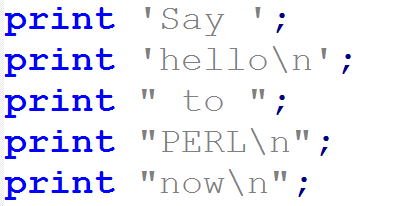 print 'Say ';
print 'hello\n';
print " to ";
print "PERL\n";
print "now\n";